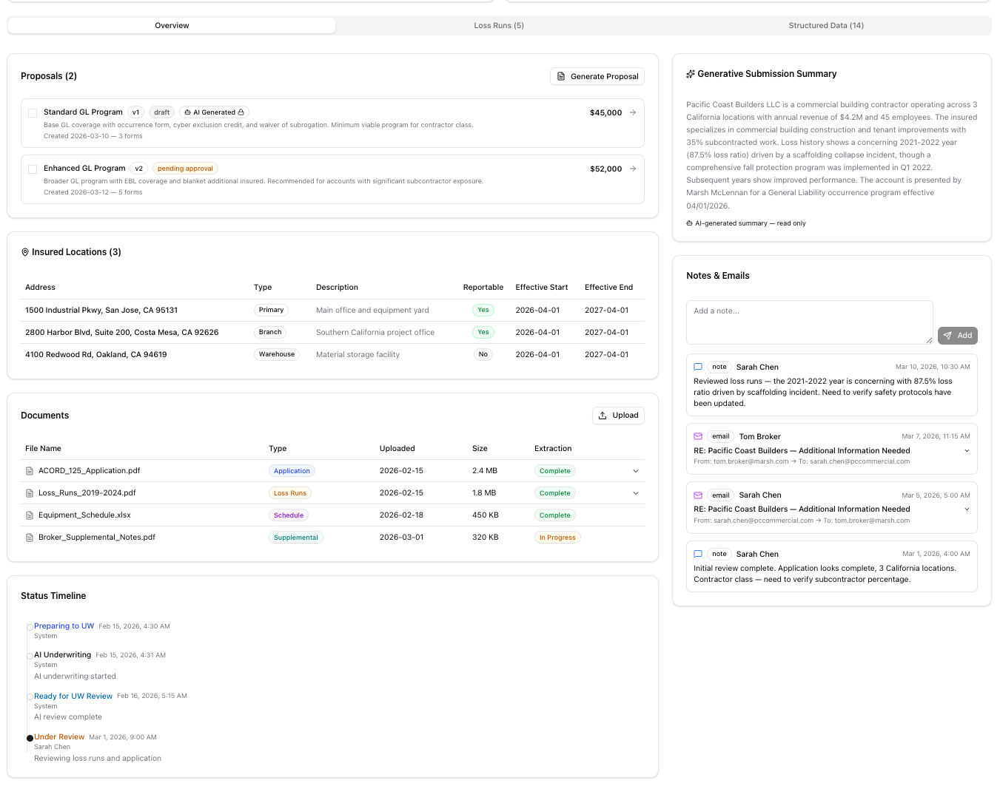 Overview
Loss Runs (5)
Structured Data (14)
Proposals (2)
Generate Proposal
Standard GL Program v1 draft AI Generated $45,000
Base GL coverage with occurrence form, cyber exclusion credit, and waiver of subrogation. Minimum viable program for contractor class.
Created 2026-03-10 — 3 forms
Enhanced GL Program v2 pending approval $52,000
Broader GL program with EBL coverage and blanket additional insured. Recommended for accounts with significant subcontractor exposure.
Created 2026-03-12 — 5 forms
Insured Locations (3)
Address Type Description Reportable Effective Start Effective End
1500 Industrial Pkwy, San Jose, CA 95131 Primary Main office and equipment yard Yes 2026-04-01 2027-04-01
2800 Harbor Blvd, Suite 200, Costa Mesa, CA 92626 Branch Southern California project office Yes 2026-04-01 2027-04-01
4100 Redwood Rd, Oakland, CA 94619 Warehouse Material storage facility No 2026-04-01 2027-04-01
Documents
Upload
File Name Type Uploaded Size Extraction
ACORD_125_Application.pdf Application 2026-02-15 2.4 MB Complete
Loss_Runs_2019-2024.pdf Loss Runs 2026-02-15 1.8 MB Complete
Equipment_Schedule.xlsx Schedule 2026-02-18 450 KB Complete
Broker_Supplemental_Notes.pdf Supplemental 2026-03-01 320 KB In Progress
Status Timeline
Preparing to UW Feb 15, 2026, 4:30 AM
System
AI Underwriting Feb 15, 2026, 4:31 AM
System
AI underwriting started
Ready for UW Review Feb 16, 2026, 5:15 AM
System
AI review complete
Under Review Mar 1, 2026, 9:00 AM
Sarah Chen
Reviewing loss runs and application
Generative Submission Summary
Pacific Coast Builders LLC is a commercial building contractor operating across 3
California locations with annual revenue of $4.2M and 45 employees. The insured
specializes in commercial building construction and tenant improvements with
35% subcontracted work. Loss history shows a concerning 2021-2022 year
(87.5% loss ratio) driven by a scaffolding collapse incident, though a
comprehensive fall protection program was implemented in Q1 2022.
Subsequent years show improved performance. The account is presented by
Marsh McLennan for a General Liability occurrence program effective
04/01/2026.
AI-generated summary — read only
Notes & Emails
Add a note...
Add
note Sarah Chen Mar 10, 2026, 10:30 AM
Reviewed loss runs — the 2021-2022 year is concerning with 87.5% loss
ratio driven by scaffolding incident. Need to verify safety protocols have
been updated.
email Tom Broker Mar 7, 2026, 11:15 AM
RE: Pacific Coast Builders — Additional Information Needed
From: tom.broker@marsh.com → To: sarah.chen@pccommercial.com
email Sarah Chen Mar 5, 2026, 5:00 AM
RE: Pacific Coast Builders — Additional Information Needed
From: sarah.chen@pccommercial.com → To: tom.broker@marsh.com
note Sarah Chen Mar 1, 2026, 4:00 AM
Initial review complete. Application looks complete, 3 California locations.
Contractor class — need to verify subcontractor percentage.